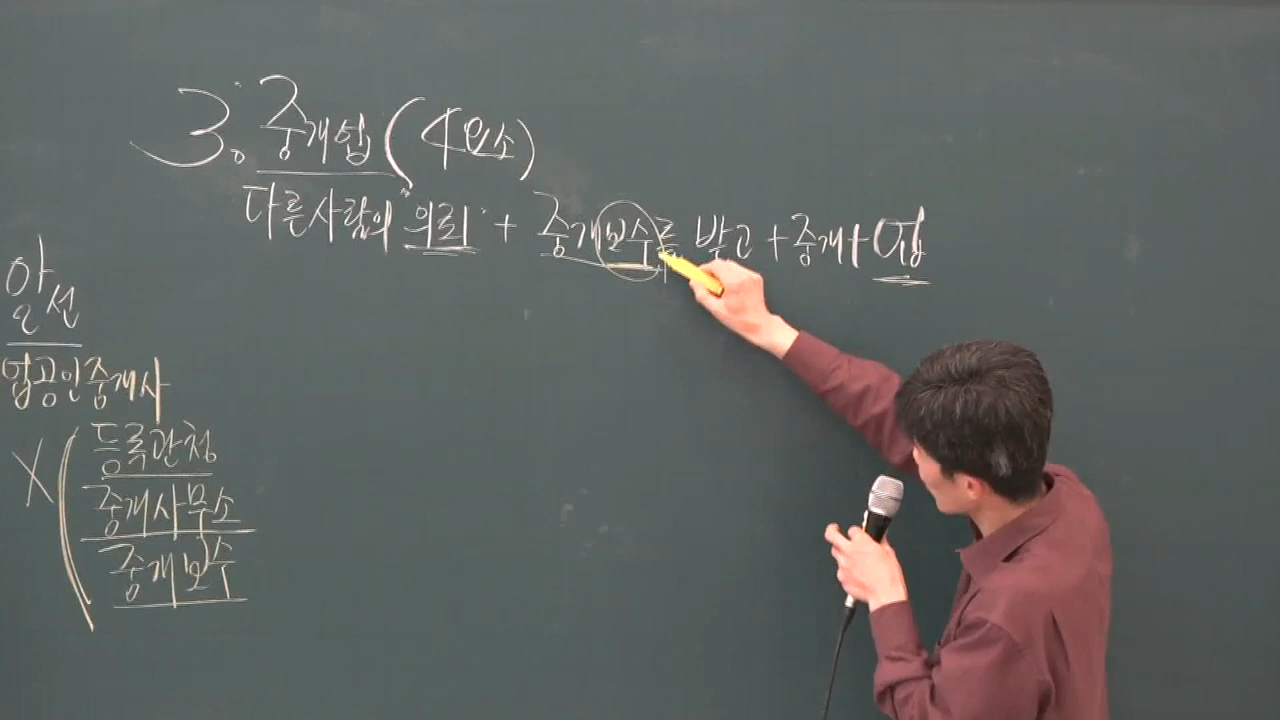 3. 중개업(4요소)
다른사람의 "의뢰" + 중개보수를 받고 + 중개 + 업
알선
업공인중개사
X ( 등록관청
중개사무소
중개보수